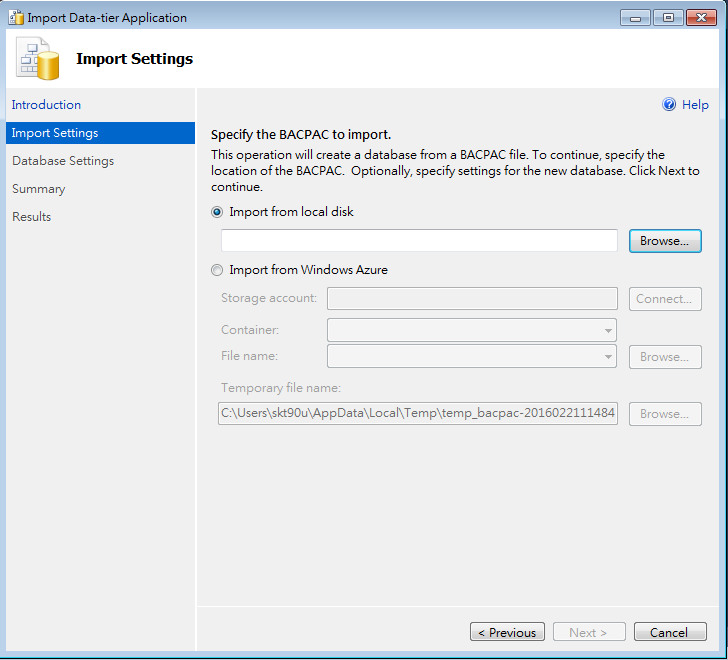 Import Data-tier Application
Import Settings
Introduction
Import Settings
Database Settings
Summary
Results
Help
Specify the BACPAC to import.
This operation will create a database from a BACPAC file. To continue, specify the
location of the BACPAC.  Optionally, specify settings for the new database. Click Next to
continue.
Import from local disk
Browse...
Import from Windows Azure
Storage account:
Connect...
Container:
File name:
Browse...
Temporary file name:
C:\Users\skt90u\AppData\Local\Temp\temp_bacpac-2016022111484
Browse...
< Previous
Next >
Cancel